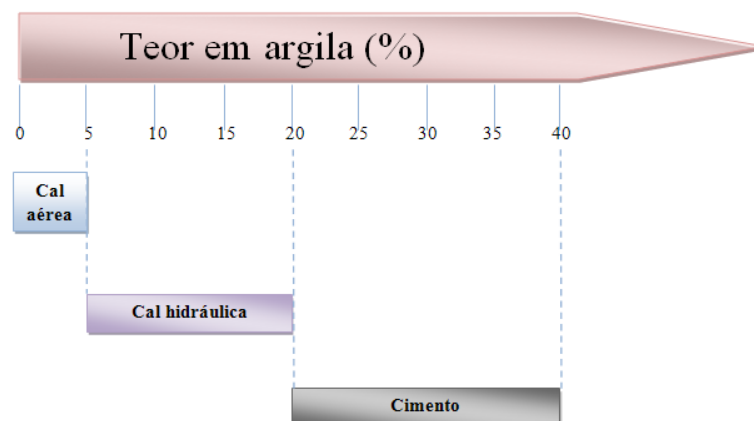 Teor em argila (%)
0 5 10 15 20 25 30 35 40
Cal
aérea
Cal hidráulica
Cimento